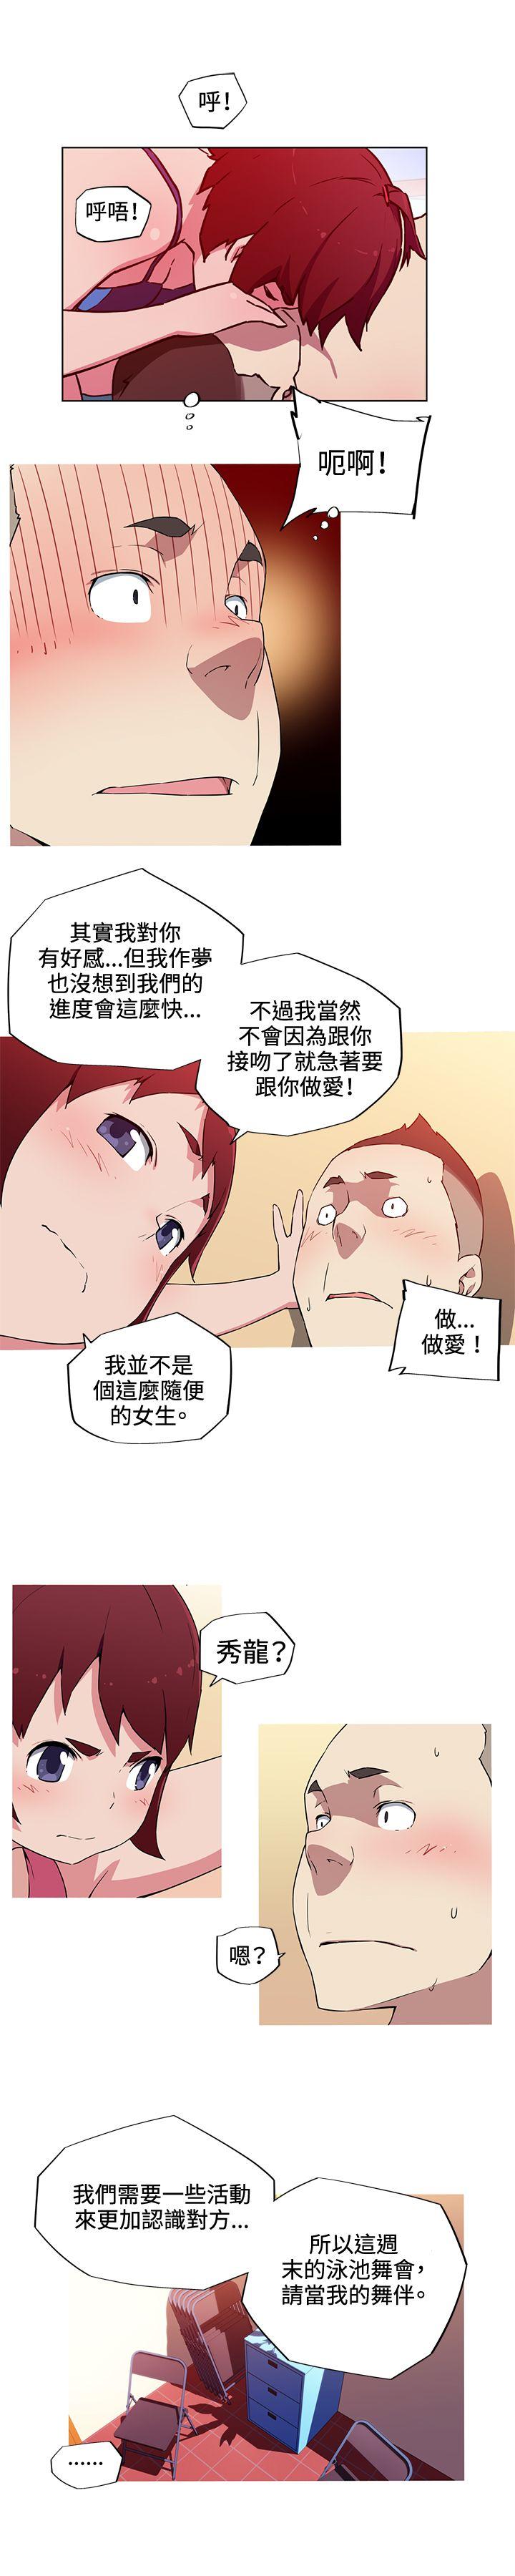 呼!
呼唔!
呃啊!
其實我對你
有好感...但我作夢
也沒想到我們的
進度會這麼快...
不過我當然
不會因為跟你
接吻了就急著要
跟你做愛!
做...
做愛!
我並不是
個這麼隨便
的女生。
秀龍?
嗯?
我們需要一些活動
來更加認識對方...
所以這週
末的泳池舞會,
請當我的舞伴。
......